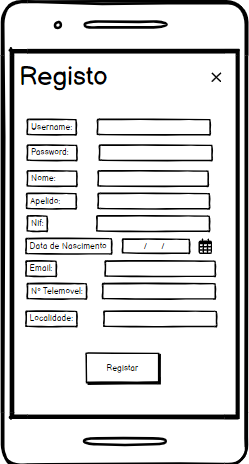 Registo
Username:
Password:
Nome:
Apelido:
Nif:
Data de Nascimento / /
Email:
Nº Telemovel:
Localidade:
Registar